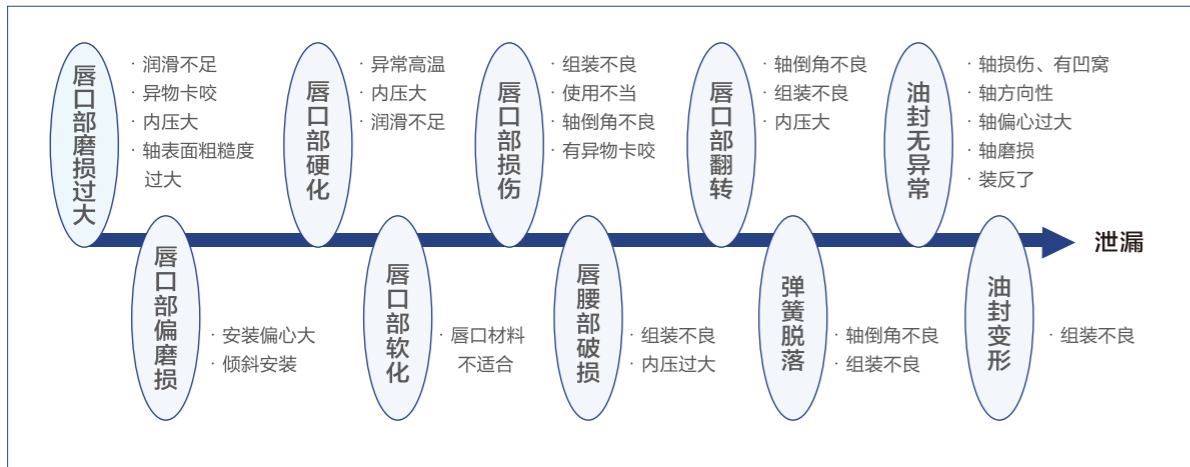 唇口部磨损过大
· 润滑不足
· 异物卡咬
· 内压大
· 轴表面粗糙度
过大
唇口部硬化
· 异常高温
· 内压大
· 润滑不足
唇口部损伤
· 组装不良
· 使用不当
· 轴倒角不良
· 有异物卡咬
唇口部翻转
· 轴倒角不良
· 组装不良
· 内压大
油封无异常
· 轴损伤、有凹窝
· 轴方向性
· 轴偏心过大
· 轴磨损
· 装反了
泄漏
唇口部偏磨损
· 安装偏心大
· 倾斜安装
唇口部软化
· 唇口材料
不适合
唇腰部破损
· 组装不良
· 内压过大
弹簧脱落
· 轴倒角不良
· 组装不良
油封变形
· 组装不良